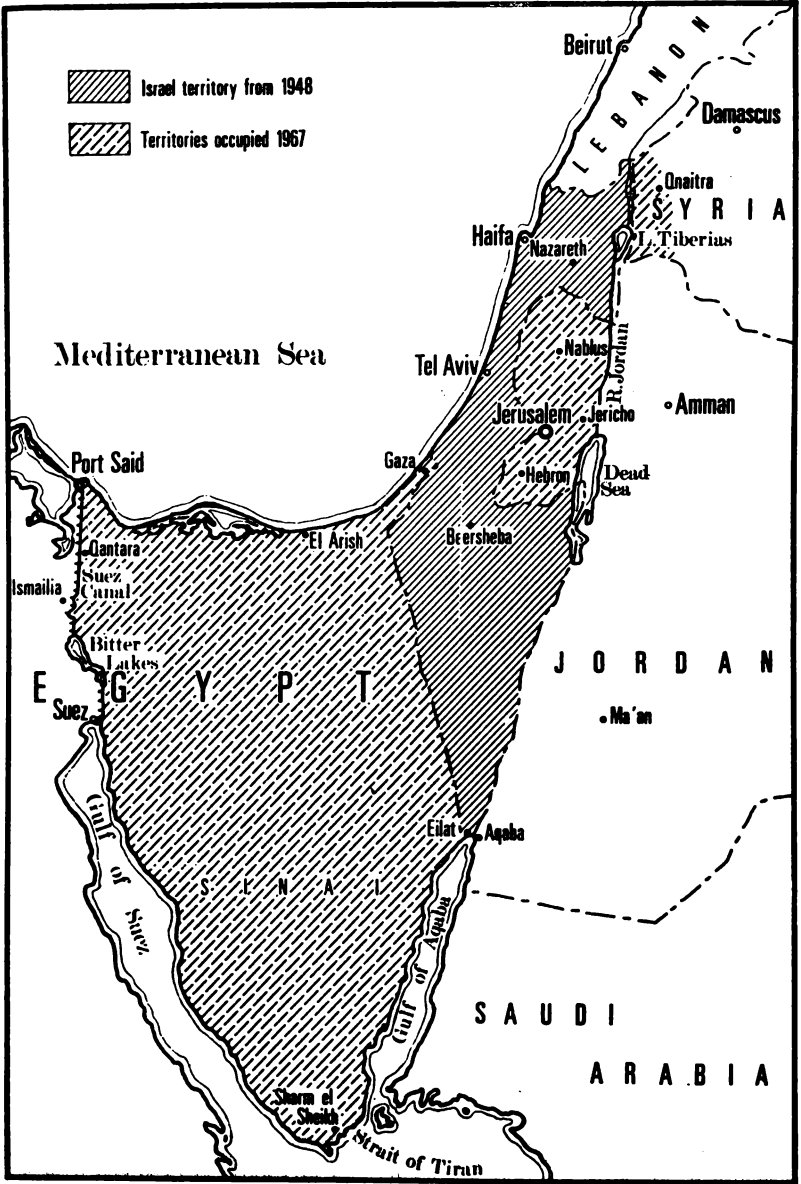 Beirut
LEBANON
Israel territory from 1948
Damascus
Territories occupied 1967
Qnaitra
SYRIA
Haifa
Nazareth
L. Tiberias
Mediterranean Sea
Tel Aviv
Nablus
R. Jordan
Jerusalem
Jericho
Amman
Port Said
Gaza
Hebron
Dead
Sea
El Arish
Beersheba
Qantara
Ismailia
Suez
Canal
Bitter
Lakes
JORDAN
EGYPT
Suez
Ma'an
Gulf of Suez
Eilat
Aqaba
SINAI
Gulf of Aqaba
SAUDI
ARABIA
Sharm el
Sheikh
Strait of Tiran